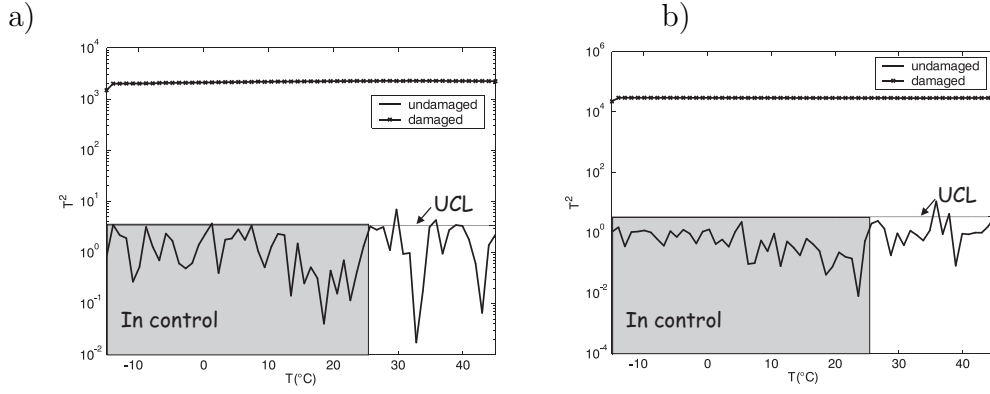 a)
10^4
10^3
10^2
10^1
10^0
10^-1
10^-2
T^2
undamaged
damaged
UCL
In control
-10 0 10 20 30 40
T(°C)
b)
10^6
10^4
10^2
10^0
10^-2
10^-4
T^2
undamaged
damaged
UCL
In control
-10 0 10 20 30 40
T(°C)